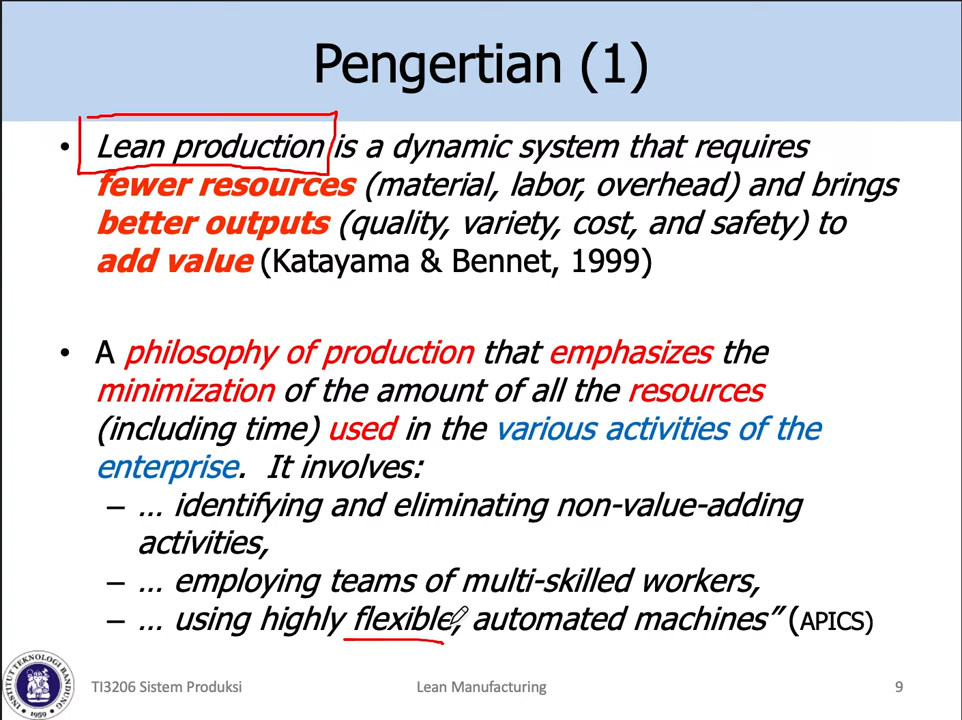 Pengertian (1)
• Lean production is a dynamic system that requires
fewer resources (material, labor, overhead) and brings
better outputs (quality, variety, cost, and safety) to
add value (Katayama & Bennet, 1999)
• A philosophy of production that emphasizes the
minimization of the amount of all the resources
(including time) used in the various activities of the
enterprise. It involves:
– ... identifying and eliminating non-value-adding
activities,
– ... employing teams of multi-skilled workers,
– ... using highly flexible, automated machines” (APICS)
INSTITUT TEKNOLOGI BANDUNG
1959
TI3206 Sistem Produksi
Lean Manufacturing
9